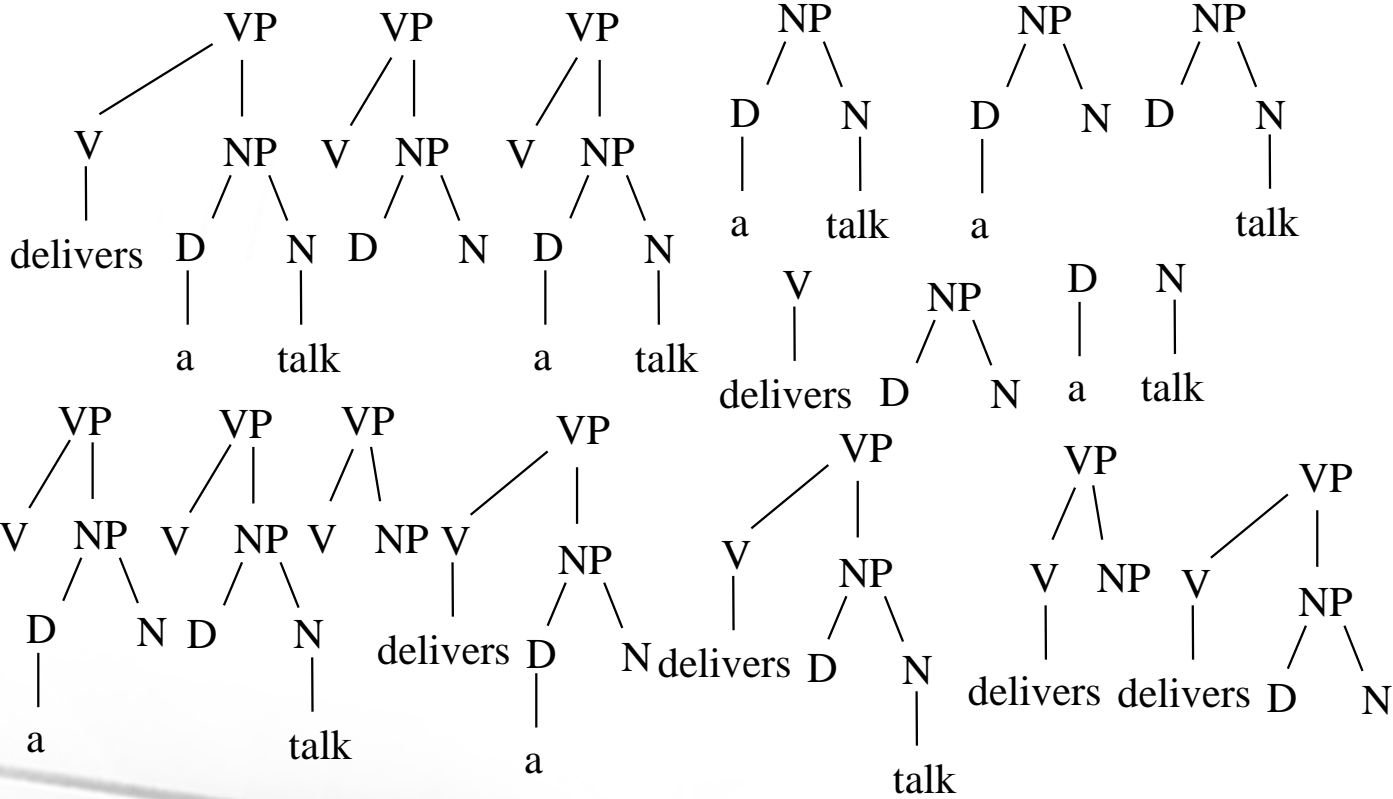 VP VP VP NP NP NP
D N D N D N
V NP V NP V NP
a talk a talk
delivers D N D N D N
V NP D N
a talk a talk
delivers D N a talk
VP VP VP VP VP VP VP
V NP V NP V NP V V NP V NP V NP
D N D N delivers D N delivers D N delivers delivers D N
a talk a talk